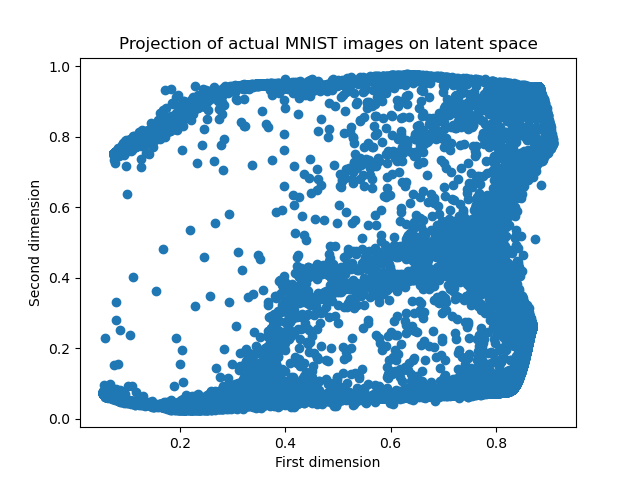 Projection of actual MNIST images on latent space
1.0
0.8
0.6
0.4
0.2
0.0
Second dimension
0.2 0.4 0.6 0.8
First dimension